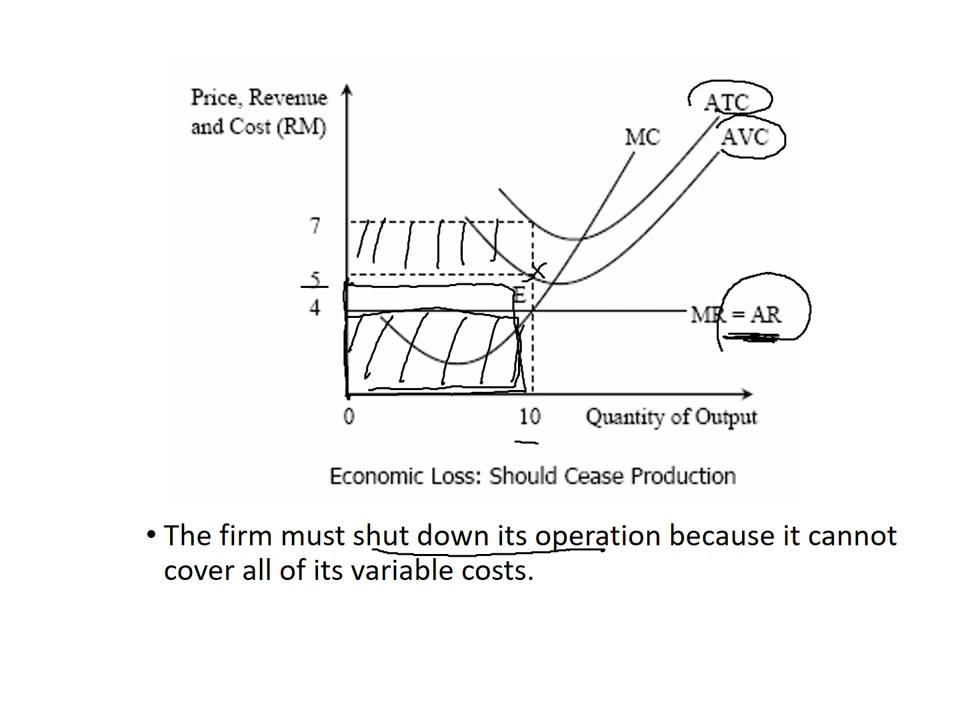 Price, Revenue
and Cost (RM)
ATC
AVC
MC
7
5
4
E
MR = AR
0
10
Quantity of Output
Economic Loss: Should Cease Production
• The firm must shut down its operation because it cannot
cover all of its variable costs.